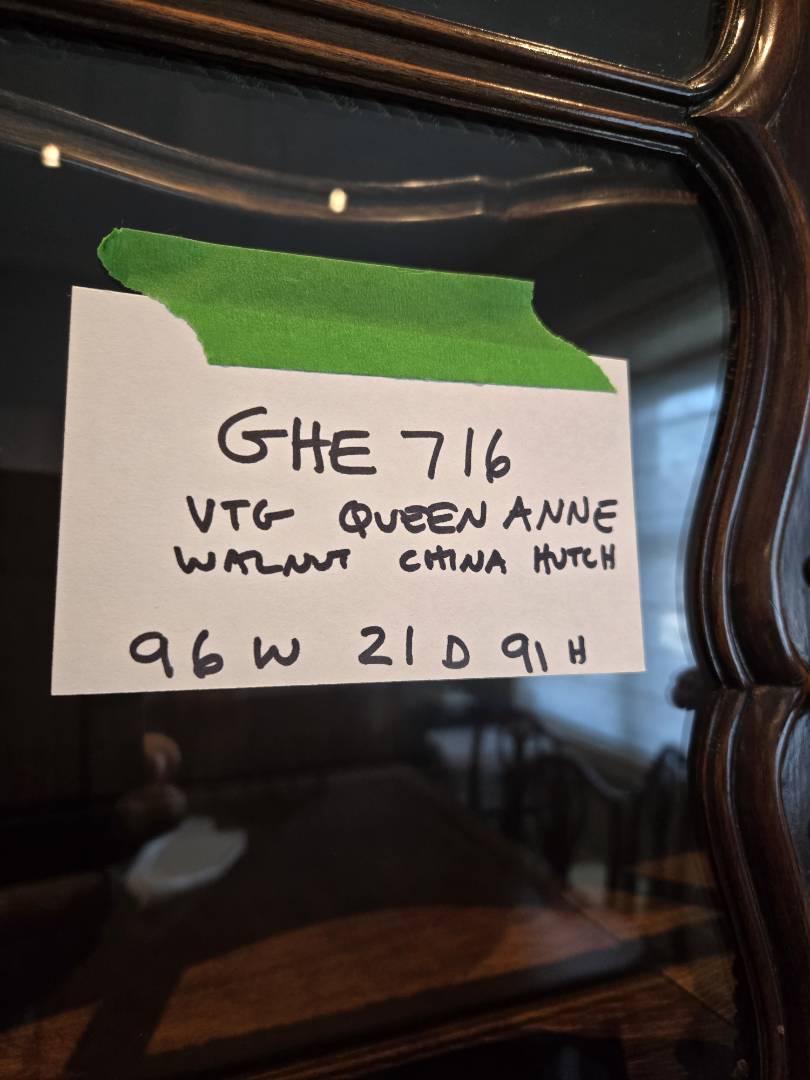 GHE 716
VTG QUEEN ANNE
WALNUT CHINA HUTCH
96 W 21 D 91 H